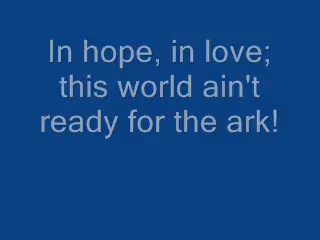 In hope, in love;
this world ain't
ready for the ark!